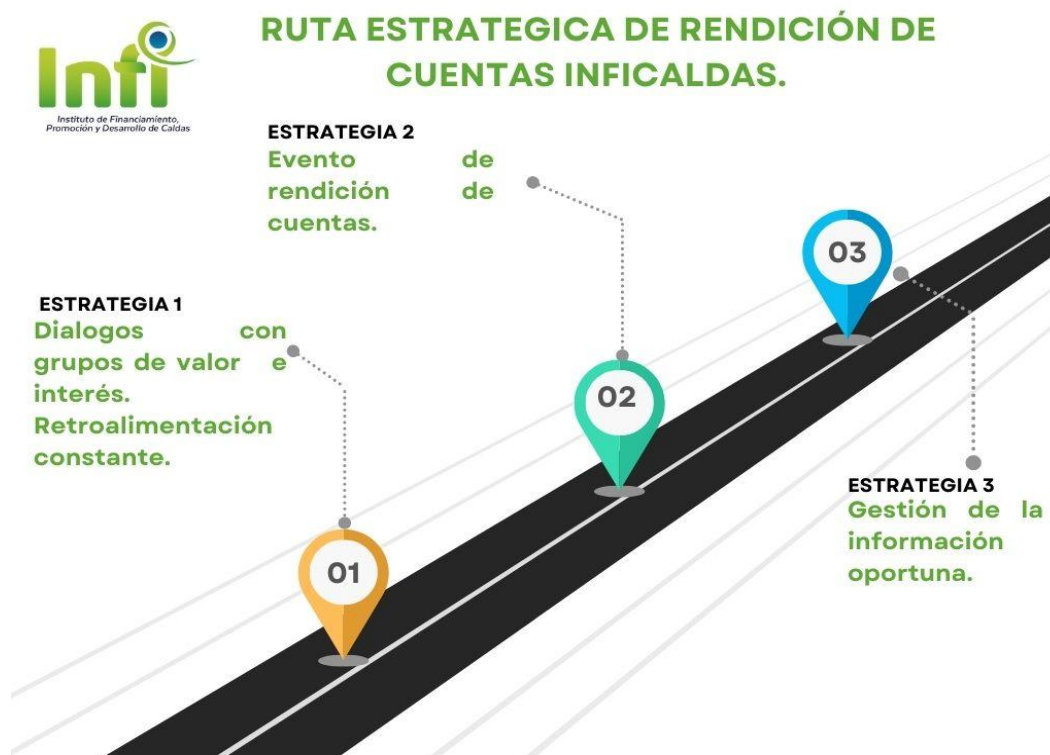 Infi
Instituto de Financiamiento,
Promoción y Desarrollo de Caldas
RUTA ESTRATEGICA DE RENDICIÓN DE
CUENTAS INFICALDAS.
ESTRATEGIA 2
Evento de
rendición de
cuentas.
ESTRATEGIA 1
Dialogos con
grupos de valor e
interés.
Retroalimentación
constante.
03
02
01
ESTRATEGIA 3
Gestión de la
información
oportuna.